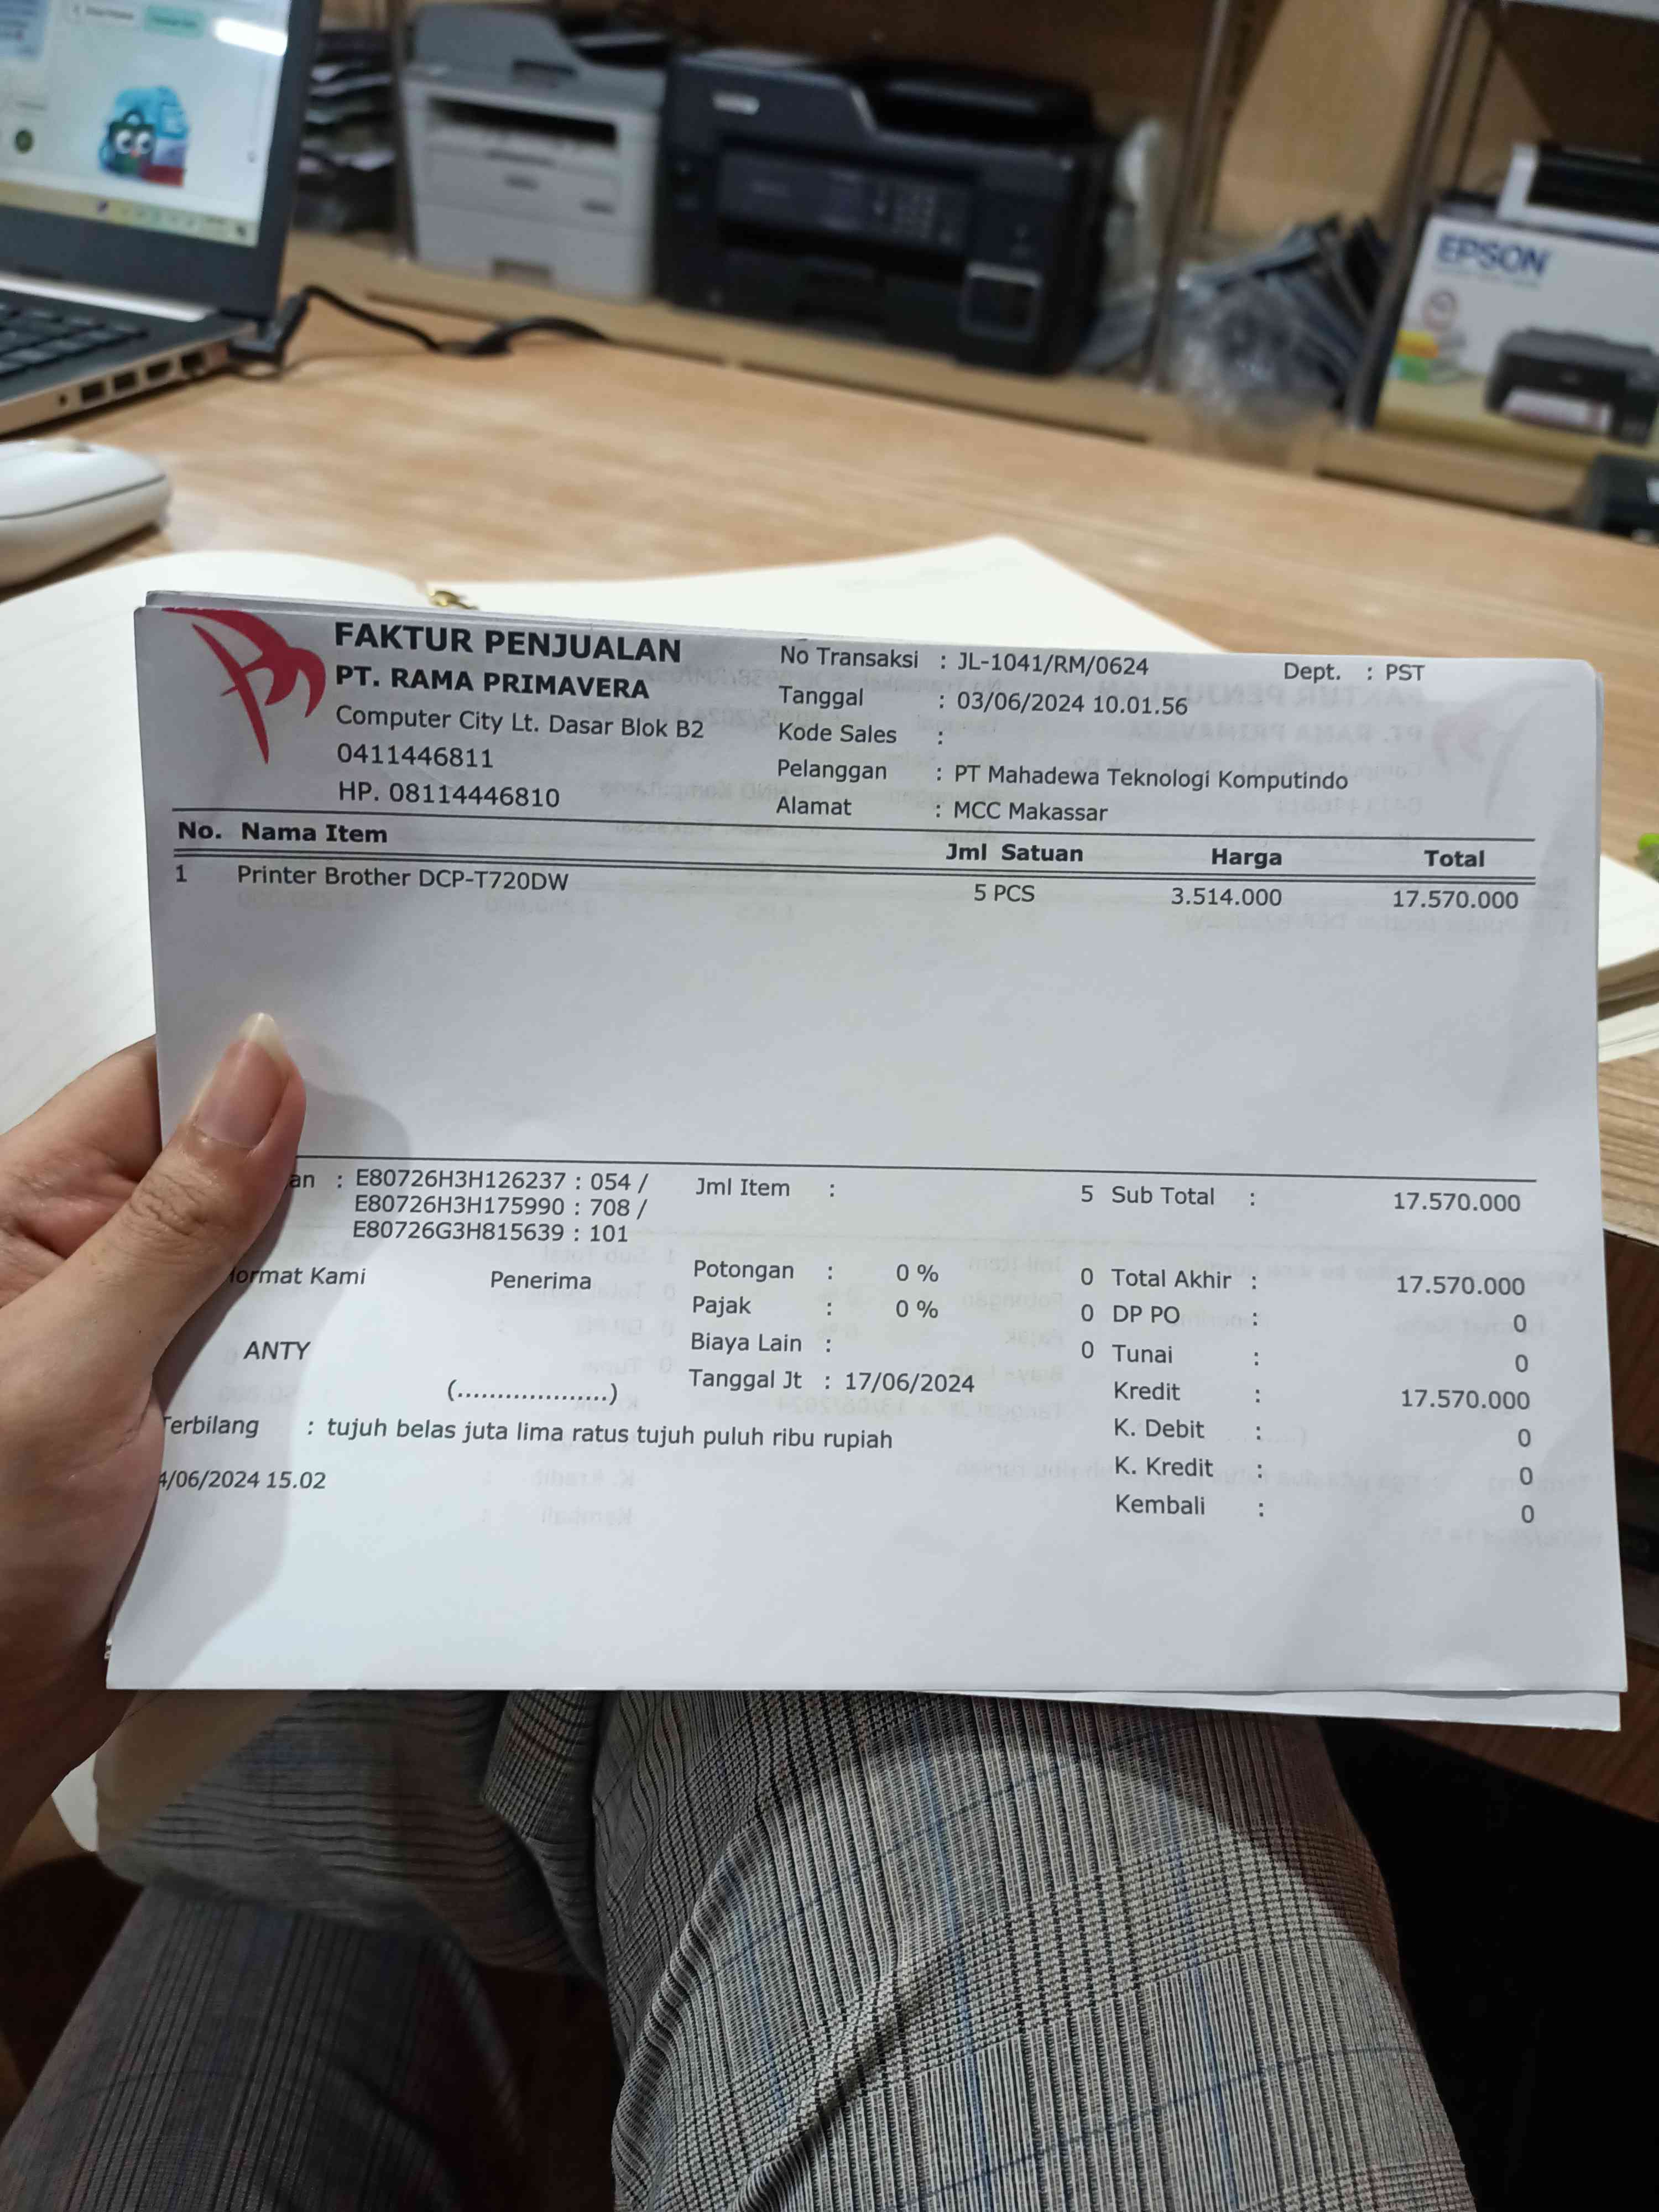 EPSON
FAKTUR PENJUALAN
PT. RAMA PRIMAVERA
Computer City Lt. Dasar Blok B2
0411446811
HP. 08114446810
No Transaksi : JL-1041/RM/0624 Dept. : PST
Tanggal : 03/06/2024 10.01.56
Kode Sales :
Pelanggan : PT Mahadewa Teknologi Komputindo
Alamat : MCC Makassar
No. Nama Item Jml Satuan Harga Total
1 Printer Brother DCP-T720DW 5 PCS 3.514.000 17.570.000
an : E80726H3H126237 : 054 /
E80726H3H175990 : 708 /
E80726G3H815639 : 101
Jml Item : 5 Sub Total : 17.570.000
Hormat Kami Penerima
Potongan : 0 % 0 Total Akhir : 17.570.000
Pajak : 0 % 0 DP PO : 0
ANTY
Biaya Lain : 0 Tunai : 0
(...................)
Tanggal Jt : 17/06/2024 Kredit : 17.570.000
Terbilang : tujuh belas juta lima ratus tujuh puluh ribu rupiah
K. Debit : 0
4/06/2024 15.02
K. Kredit : 0
Kembali : 0